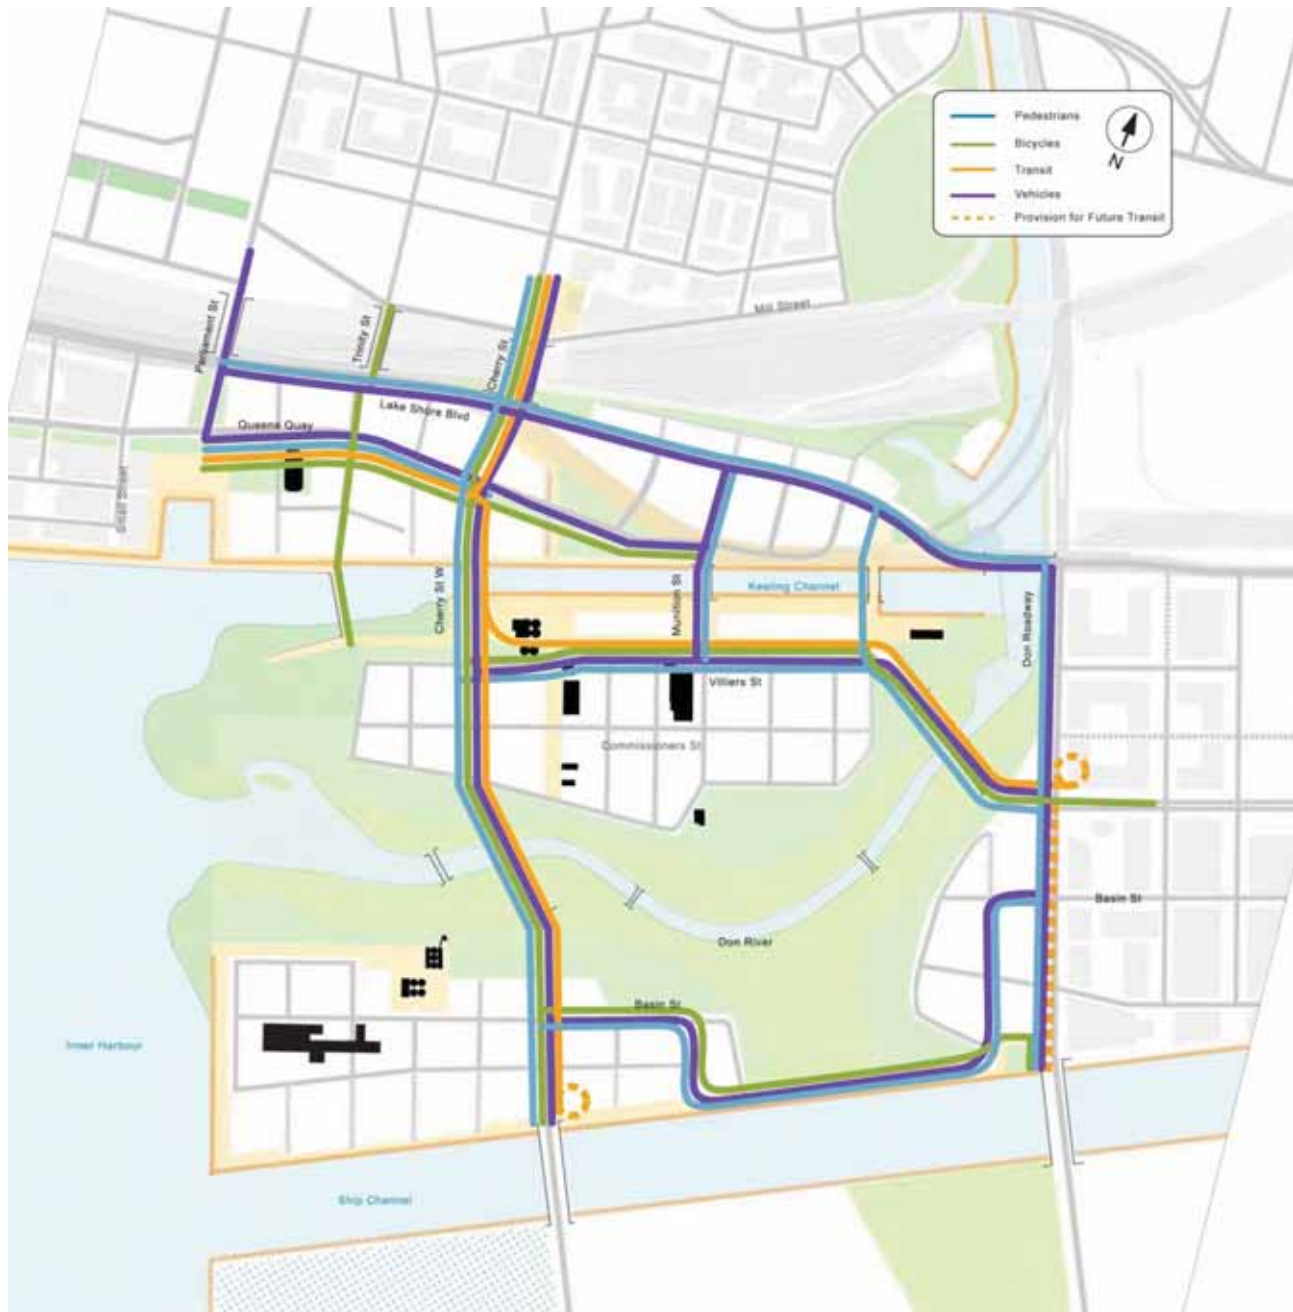 Pedestrians
Bicycles
Transit
Vehicles
Provision for Future Transit
N
Mill Street
Parliament St
Trinity St
Cherry St
Lake Shore Blvd
Queens Quay
Small Street
Cherry St W
Munition St
Keating Channel
Don Roadway
Villiers St
Commissioners St
Basin St
Don River
Basin St
Inner Harbour
Ship Channel